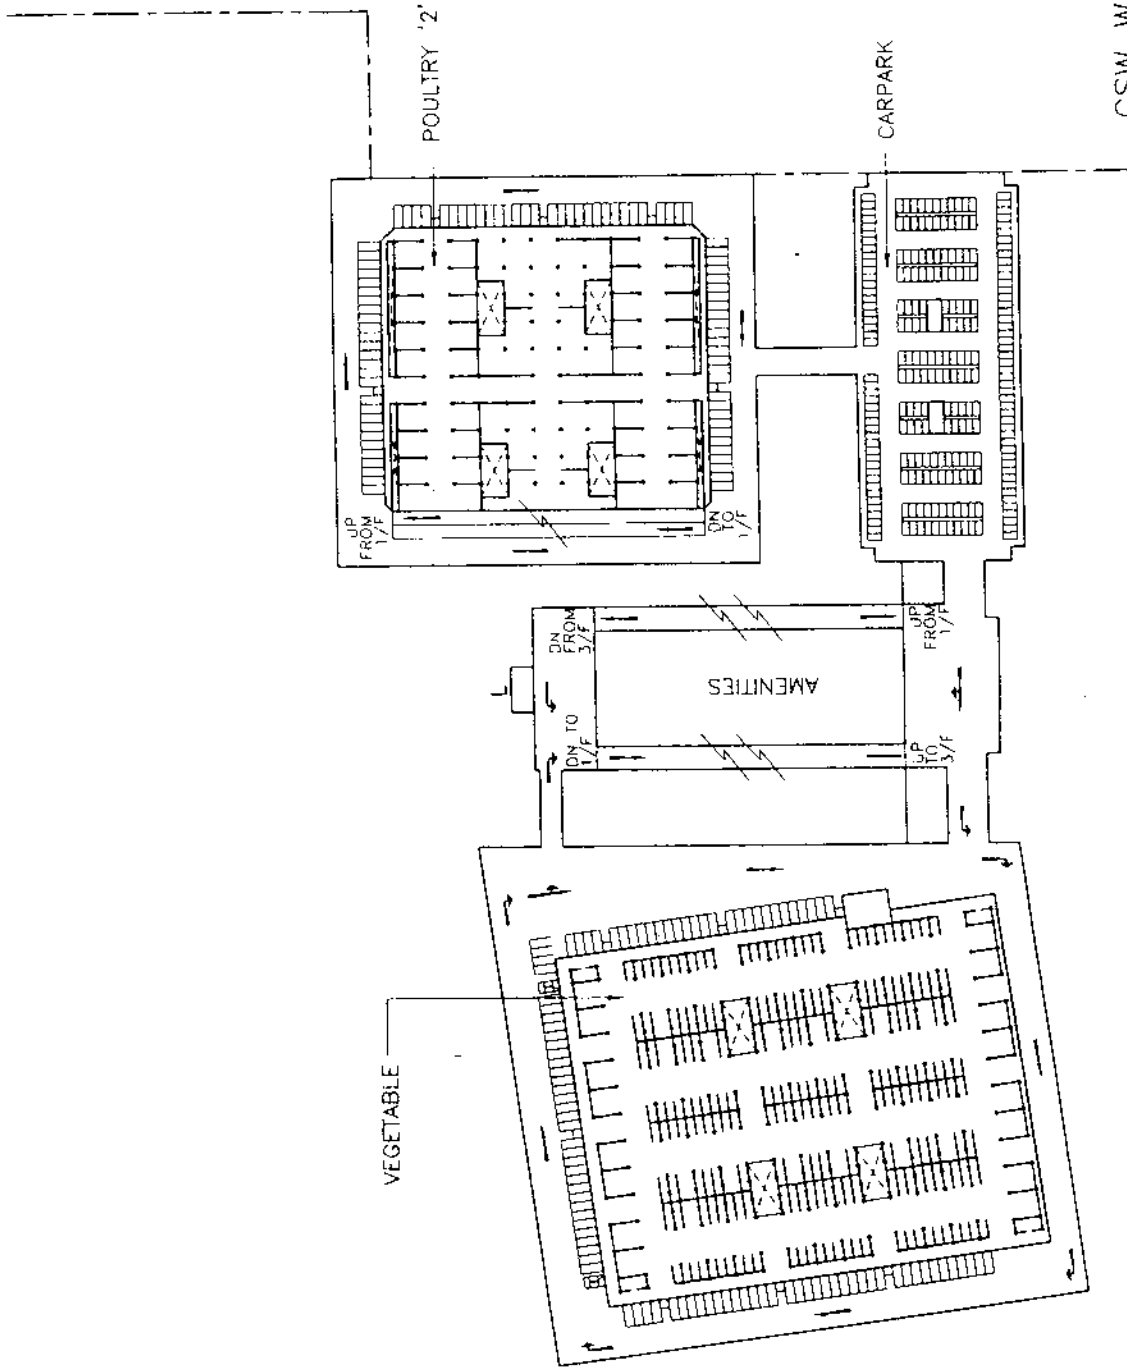 POULTRY '2'
CARPARK
CSW W
UP
FROM
1/F
DN
TO
1/F
DN
FROM
3/F
UP
FROM
1/F
AMENITIES
DN TO
1/F
UP
TO
3/F
VEGETABLE